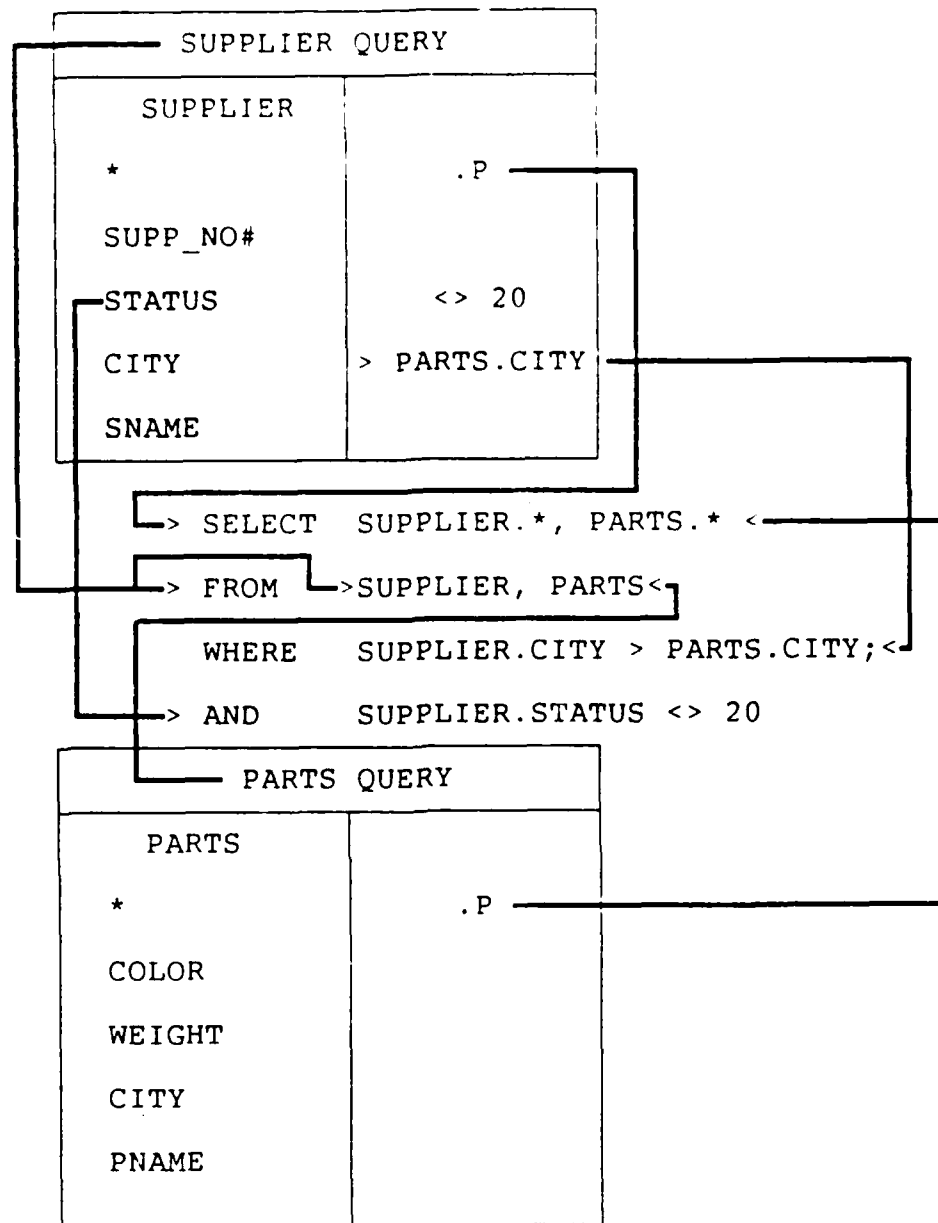 SUPPLIER QUERY
SUPPLIER
* .P
SUPP_NO#
STATUS <> 20
CITY > PARTS.CITY
SNAME
> SELECT SUPPLIER.*, PARTS.* <
> FROM >SUPPLIER, PARTS<
WHERE SUPPLIER.CITY > PARTS.CITY;<
> AND SUPPLIER.STATUS <> 20
PARTS QUERY
PARTS
* .P
COLOR
WEIGHT
CITY
PNAME